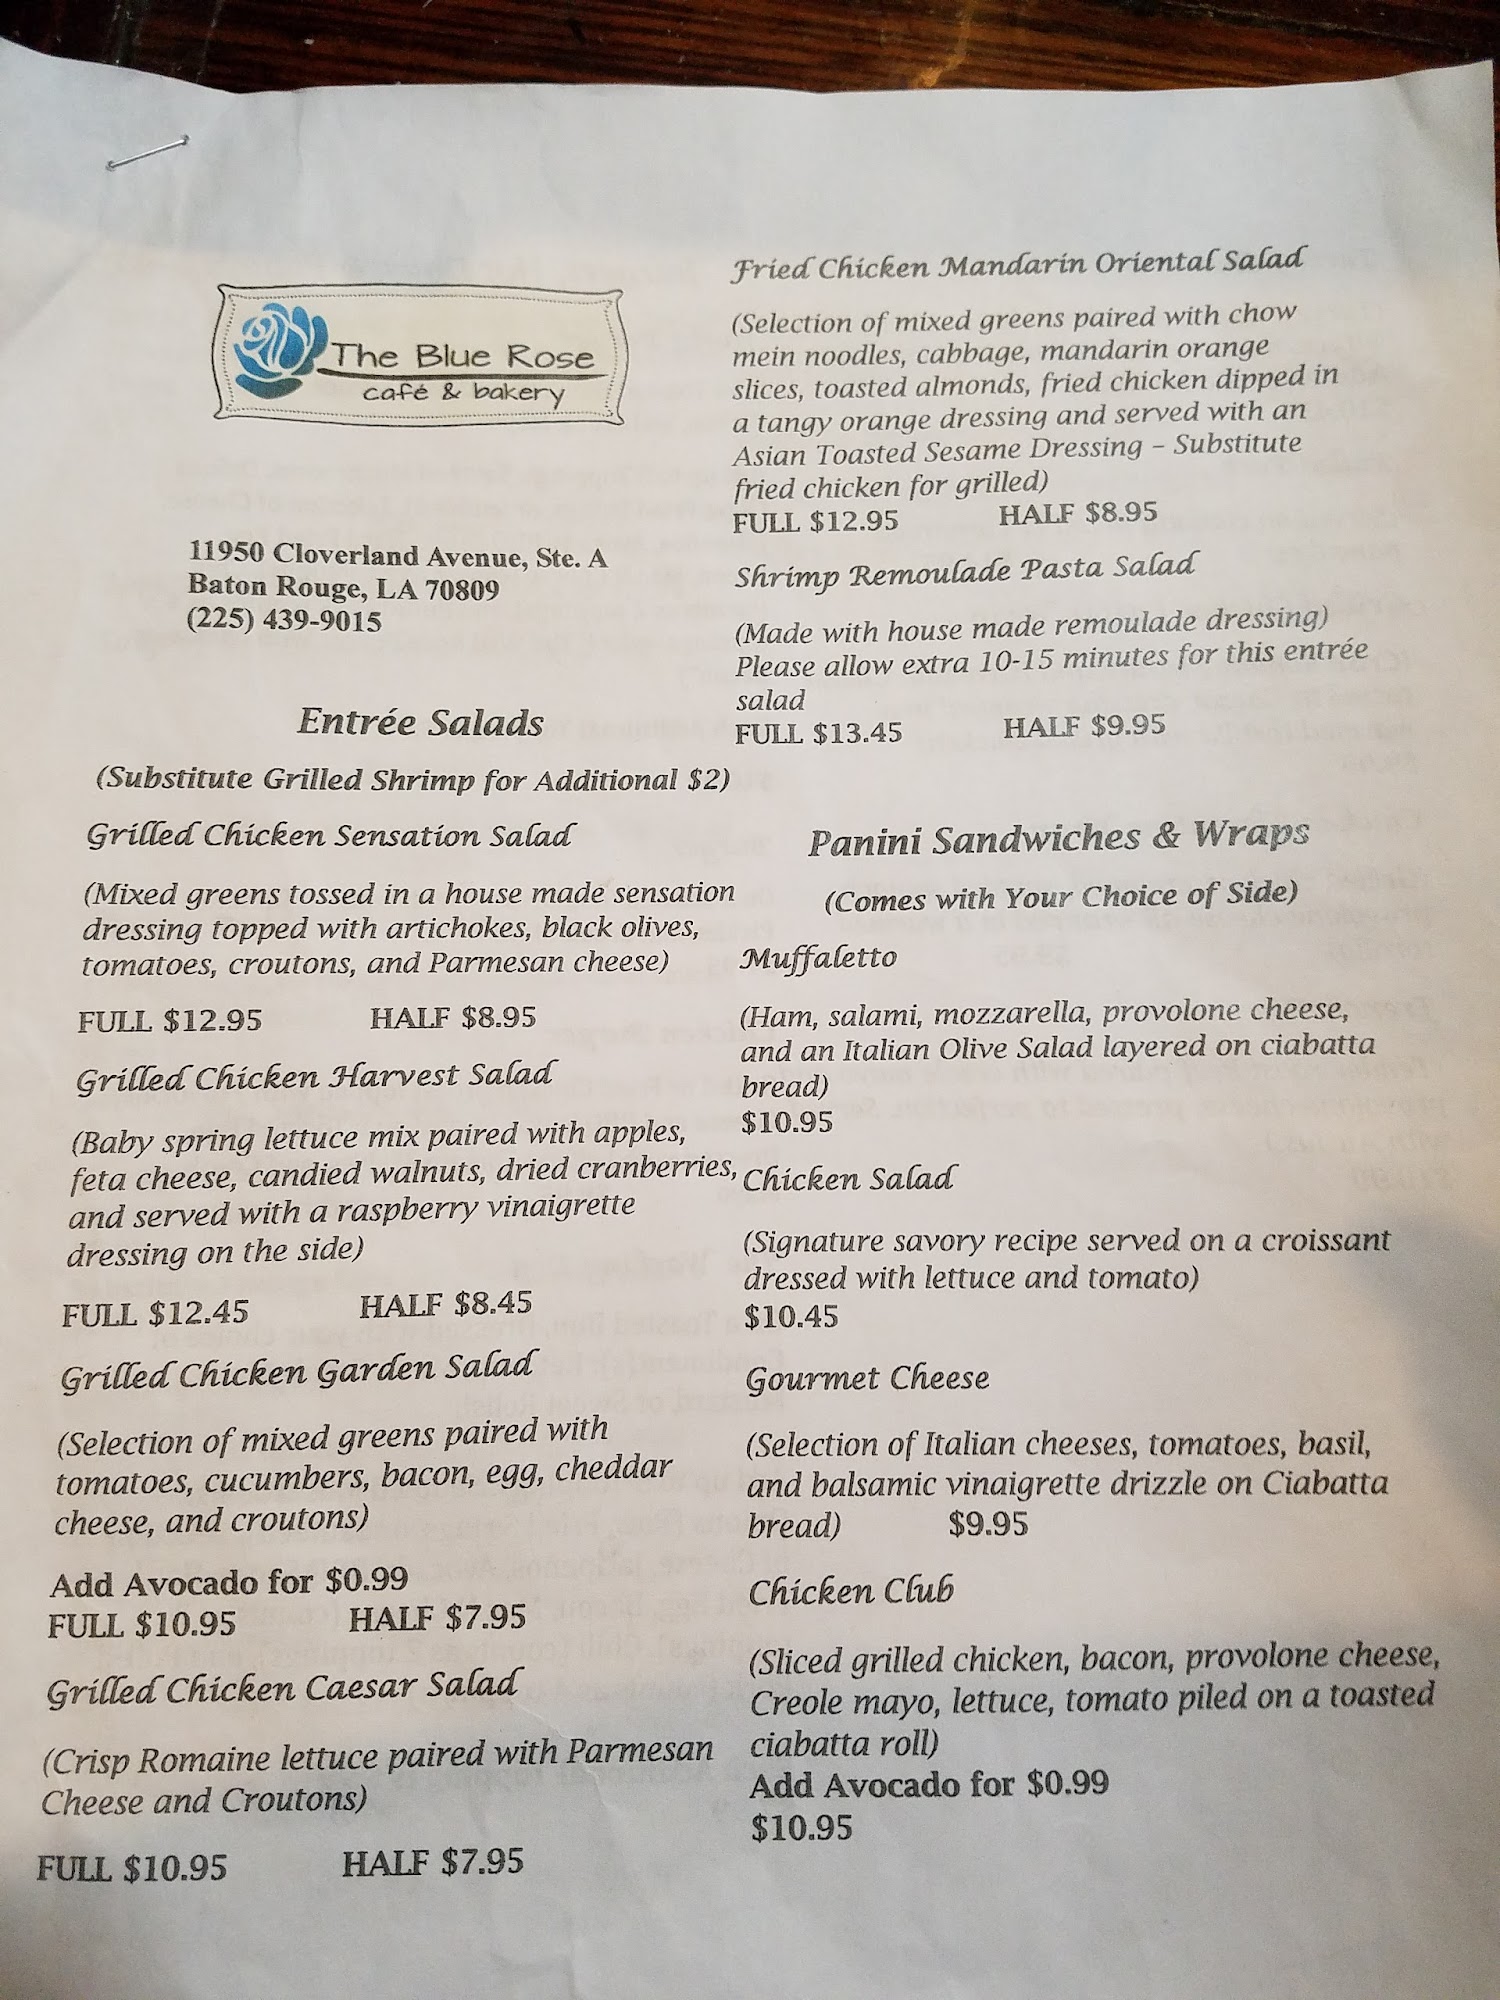 The Blue Rose
café & bakery
11950 Cloverland Avenue, Ste. A
Baton Rouge, LA 70809
(225) 439-9015
Entrée Salads
(Substitute Grilled Shrimp for Additional $2)
Grilled Chicken Sensation Salad
(Mixed greens tossed in a house made sensation
dressing topped with artichokes, black olives,
tomatoes, croutons, and Parmesan cheese)
FULL $12.95 HALF $8.95
Grilled Chicken Harvest Salad
(Baby spring lettuce mix paired with apples,
feta cheese, candied walnuts, dried cranberries,
and served with a raspberry vinaigrette
dressing on the side)
FULL $12.45 HALF $8.45
Grilled Chicken Garden Salad
(Selection of mixed greens paired with
tomatoes, cucumbers, bacon, egg, cheddar
cheese, and croutons)
Add Avocado for $0.99
FULL $10.95 HALF $7.95
Grilled Chicken Caesar Salad
(Crisp Romaine lettuce paired with Parmesan
Cheese and Croutons)
FULL $10.95 HALF $7.95
Fried Chicken Mandarin Oriental Salad
(Selection of mixed greens paired with chow
mein noodles, cabbage, mandarin orange
slices, toasted almonds, fried chicken dipped in
a tangy orange dressing and served with an
Asian Toasted Sesame Dressing – Substitute
fried chicken for grilled)
FULL $12.95 HALF $8.95
Shrimp Remoulade Pasta Salad
(Made with house made remoulade dressing)
Please allow extra 10-15 minutes for this entrée
salad
FULL $13.45 HALF $9.95
Panini Sandwiches & Wraps
(Comes with Your Choice of Side)
Muffaletto
(Ham, salami, mozzarella, provolone cheese,
and an Italian Olive Salad layered on ciabatta
bread)
$10.95
Chicken Salad
(Signature savory recipe served on a croissant
dressed with lettuce and tomato)
$10.45
Gourmet Cheese
(Selection of Italian cheeses, tomatoes, basil,
and balsamic vinaigrette drizzle on Ciabatta
bread) $9.95
Chicken Club
(Sliced grilled chicken, bacon, provolone cheese,
Creole mayo, lettuce, tomato piled on a toasted
ciabatta roll)
Add Avocado for $0.99
$10.95